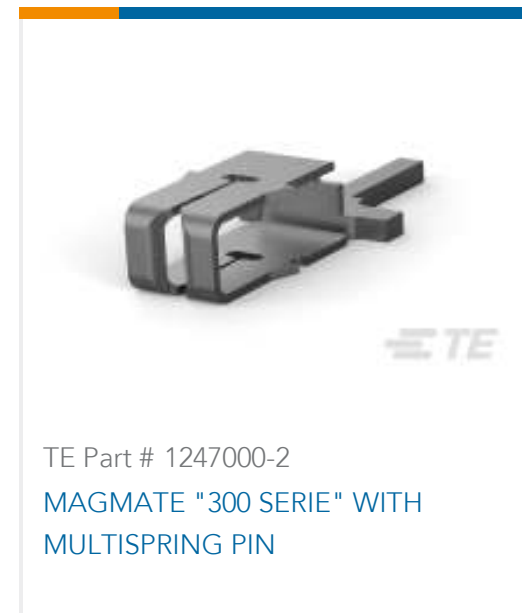 TE
TE Part # 1247000-2
MAGMATE "300 SERIE" WITH
MULTISPRING PIN